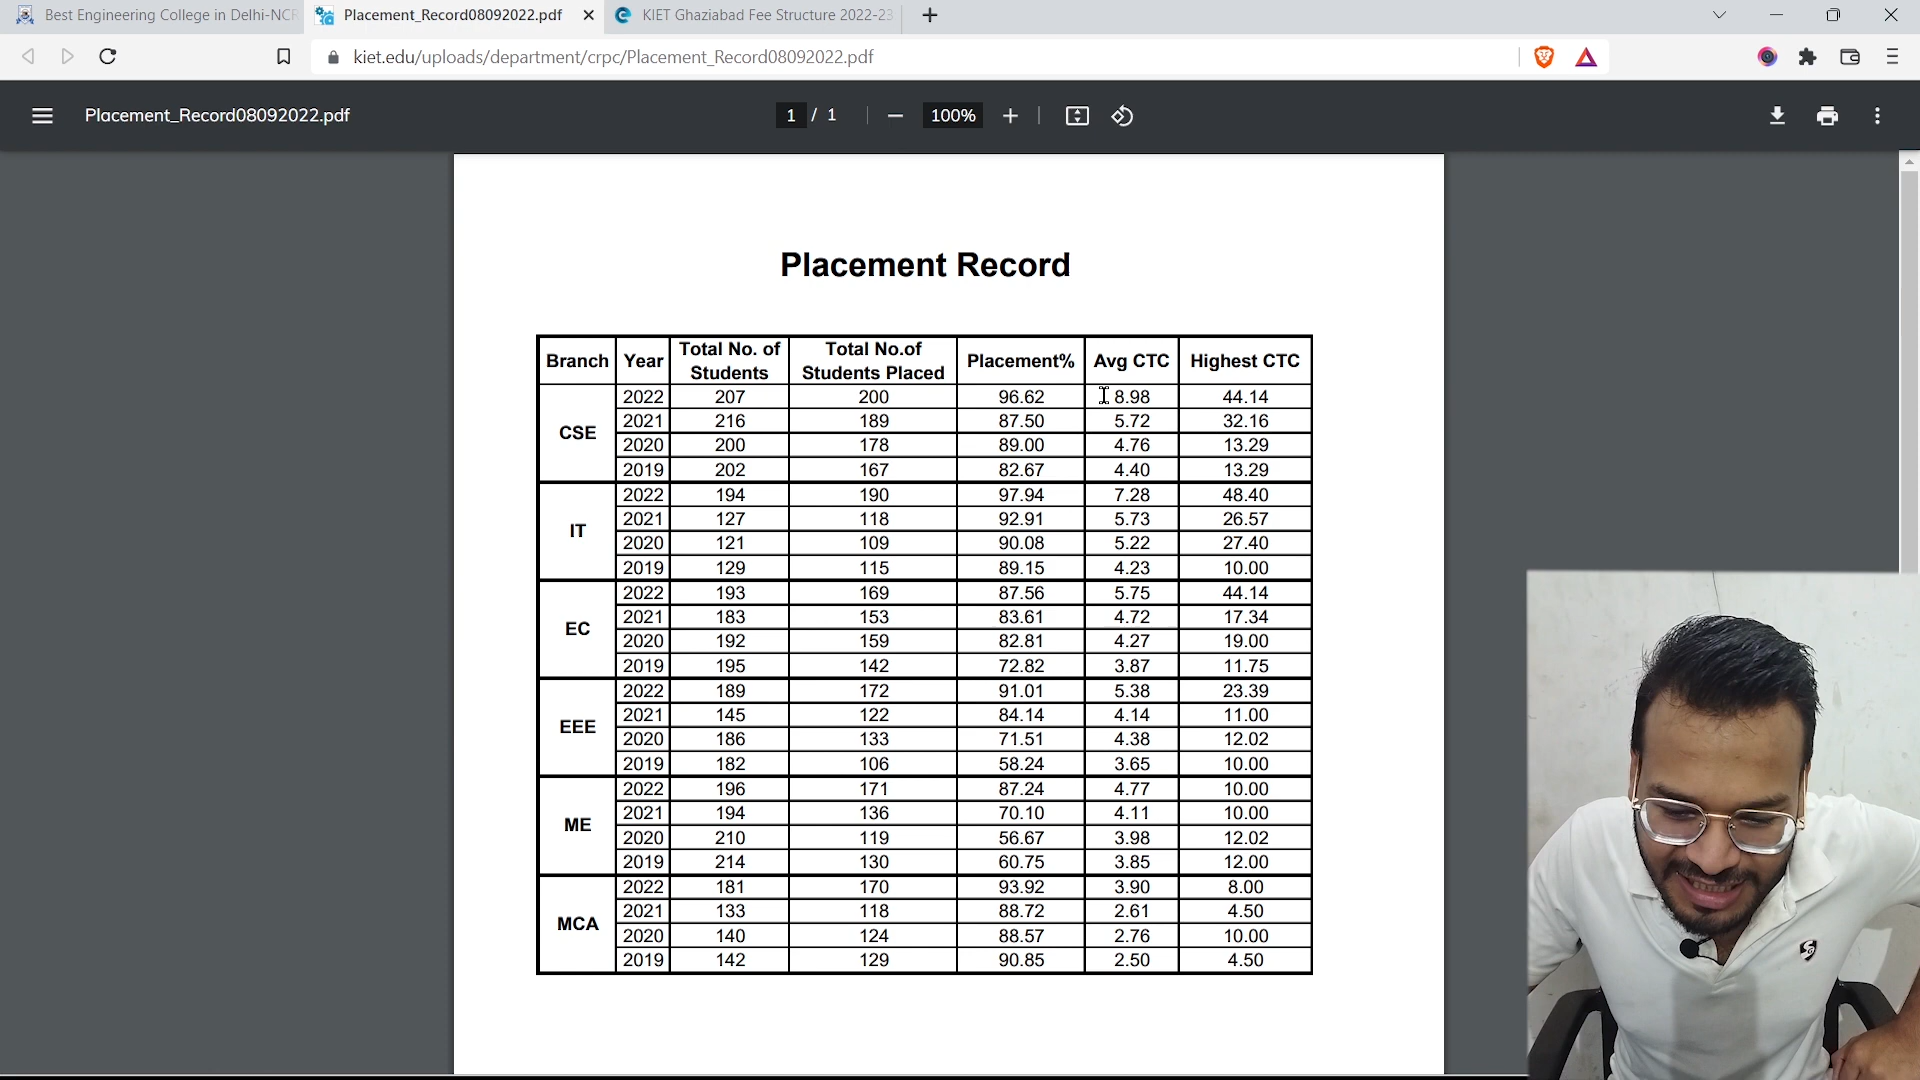 Best Engineering College in Delhi-NCR
Placement_Record08092022.pdf
KIET Ghaziabad Fee Structure 2022-23
kiet.edu/uploads/department/crpc/Placement_Record08092022.pdf
Placement_Record08092022.pdf
1 / 1
100%
Placement Record
Branch Year Total No. of Students Total No.of Students Placed Placement% Avg CTC Highest CTC
CSE 2022 207 200 96.62 8.98 44.14
2021 216 189 87.50 5.72 32.16
2020 200 178 89.00 4.76 13.29
2019 202 167 82.67 4.40 13.29
IT 2022 194 190 97.94 7.28 48.40
2021 127 118 92.91 5.73 26.57
2020 121 109 90.08 5.22 27.40
2019 129 115 89.15 4.23 10.00
EC 2022 193 169 87.56 5.75 44.14
2021 183 153 83.61 4.72 17.34
2020 192 159 82.81 4.27 19.00
2019 195 142 72.82 3.87 11.75
EEE 2022 189 172 91.01 5.38 23.39
2021 145 122 84.14 4.14 11.00
2020 186 133 71.51 4.38 12.02
2019 182 106 58.24 3.65 10.00
ME 2022 196 171 87.24 4.77 10.00
2021 194 136 70.10 4.11 10.00
2020 210 119 56.67 3.98 12.02
2019 214 130 60.75 3.85 12.00
MCA 2022 181 170 93.92 3.90 8.00
2021 133 118 88.72 2.61 4.50
2020 140 124 88.57 2.76 10.00
2019 142 129 90.85 2.50 4.50